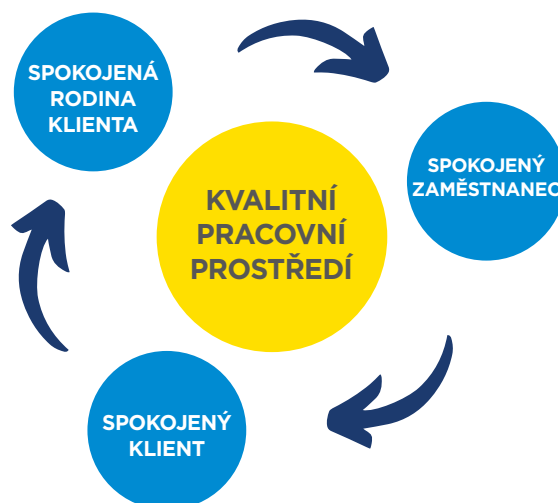 SPOKOJENÁ
RODINA
KLIENTA
SPOKOJENÝ
ZAMĚSTNANEC
KVALITNÍ
PRACOVNÍ
PROSTŘEDÍ
SPOKOJENÝ
KLIENT